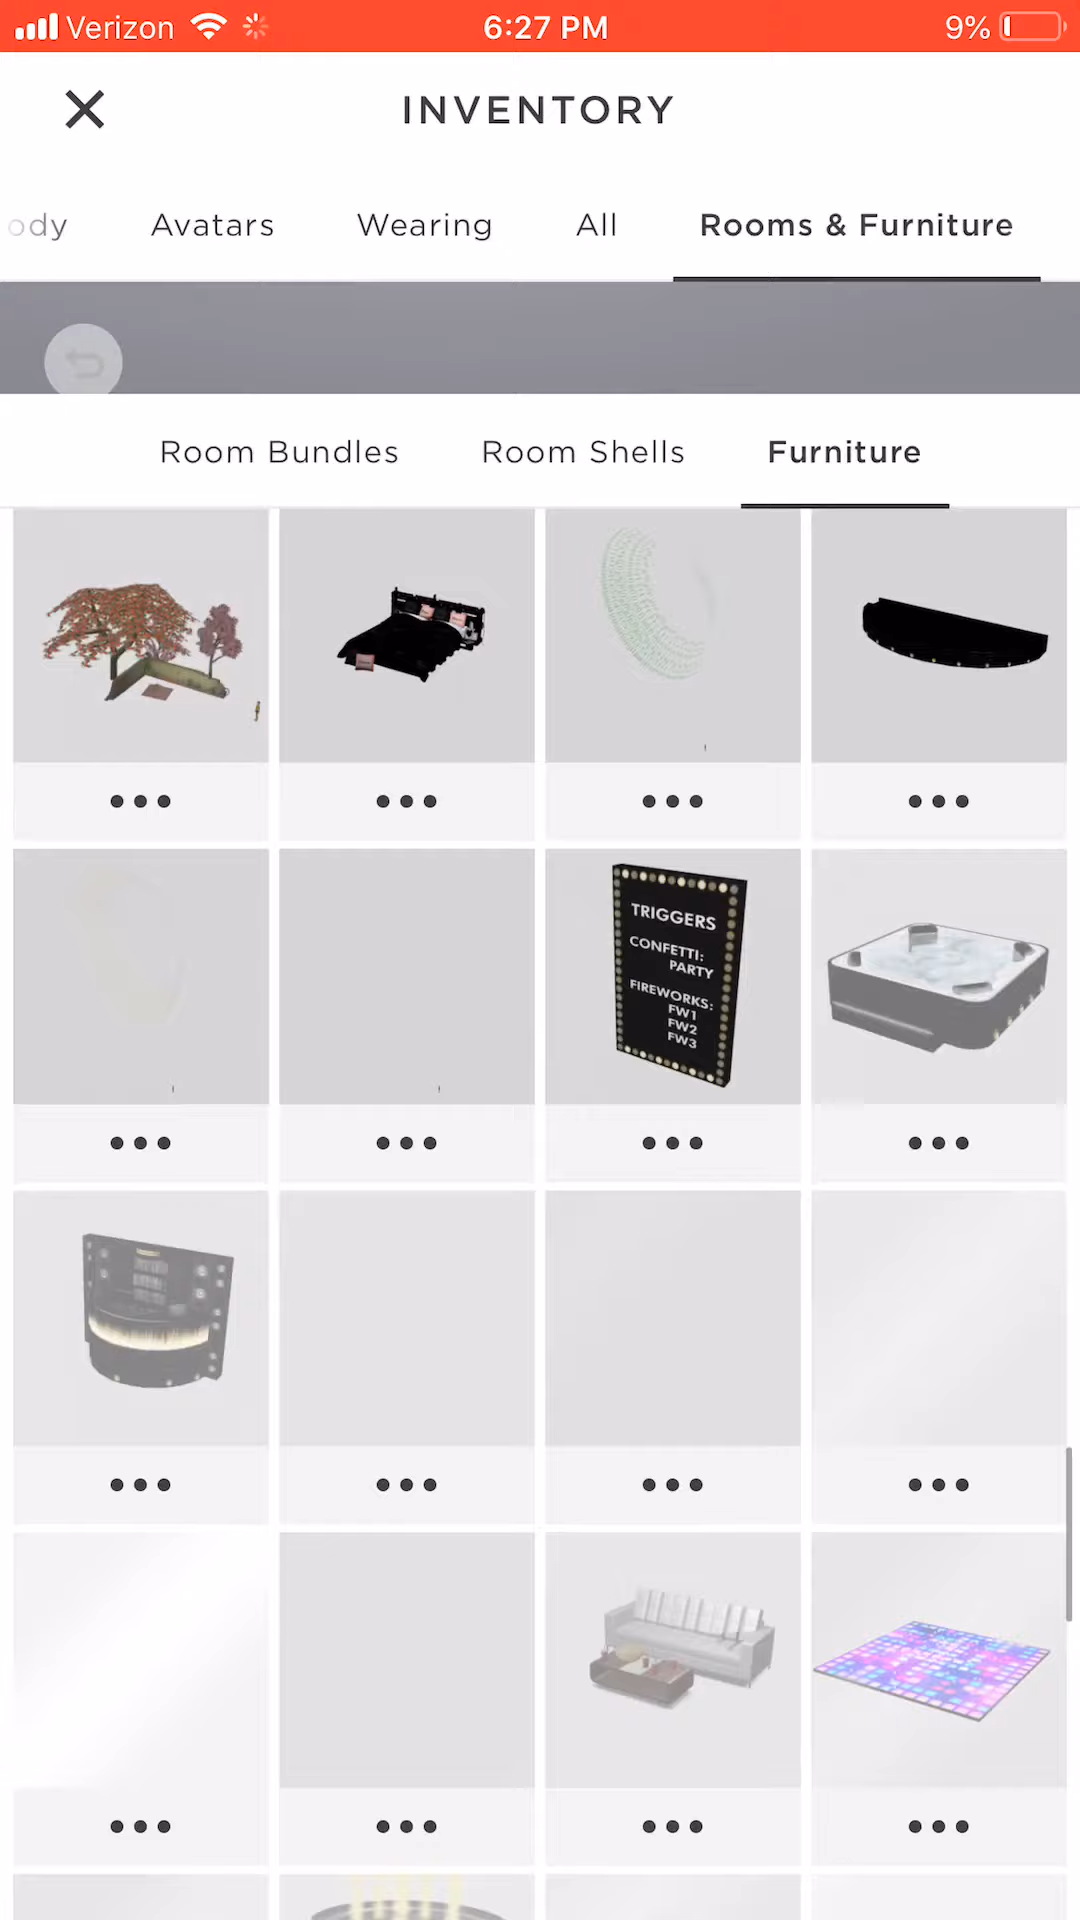 Verizon 6:27 PM 9%
INVENTORY
ody Avatars Wearing All Rooms & Furniture
Room Bundles Room Shells Furniture
TRIGGERS
CONFETTI:
PARTY
FIREWORKS:
FW1
FW2
FW3